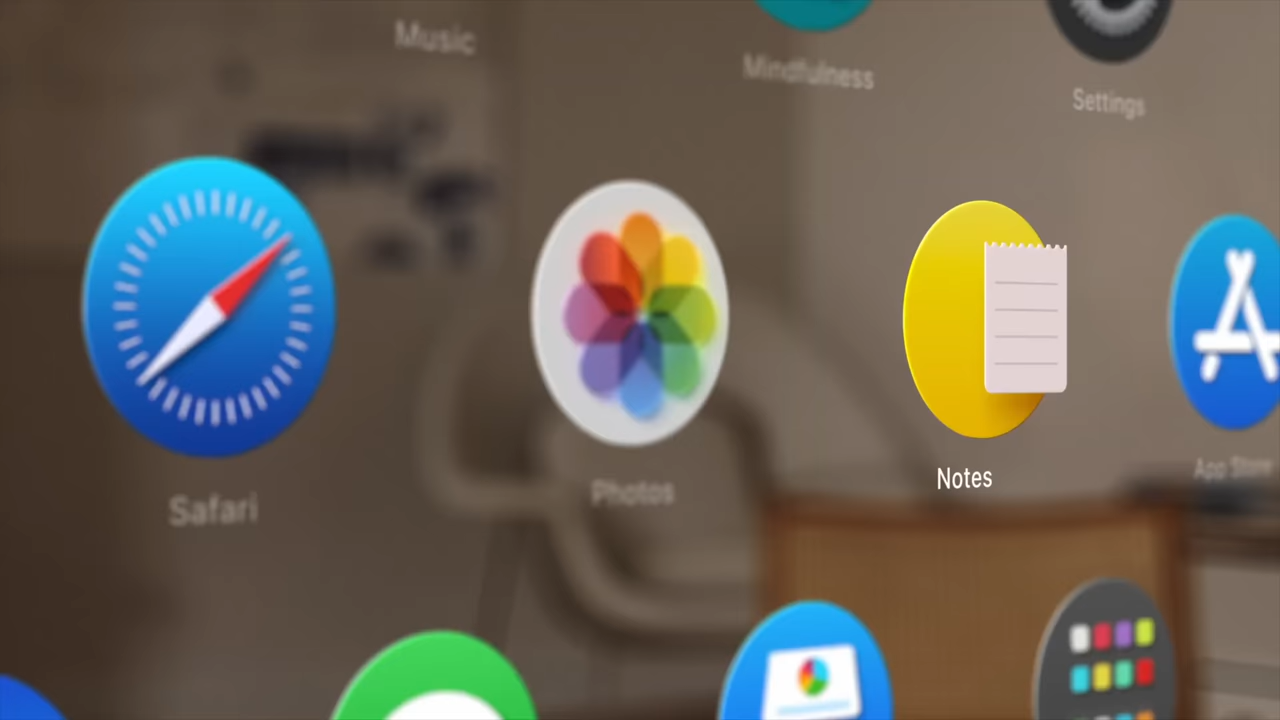 Music
Mindfulness
Settings
Safari
Photos
Notes
App Store